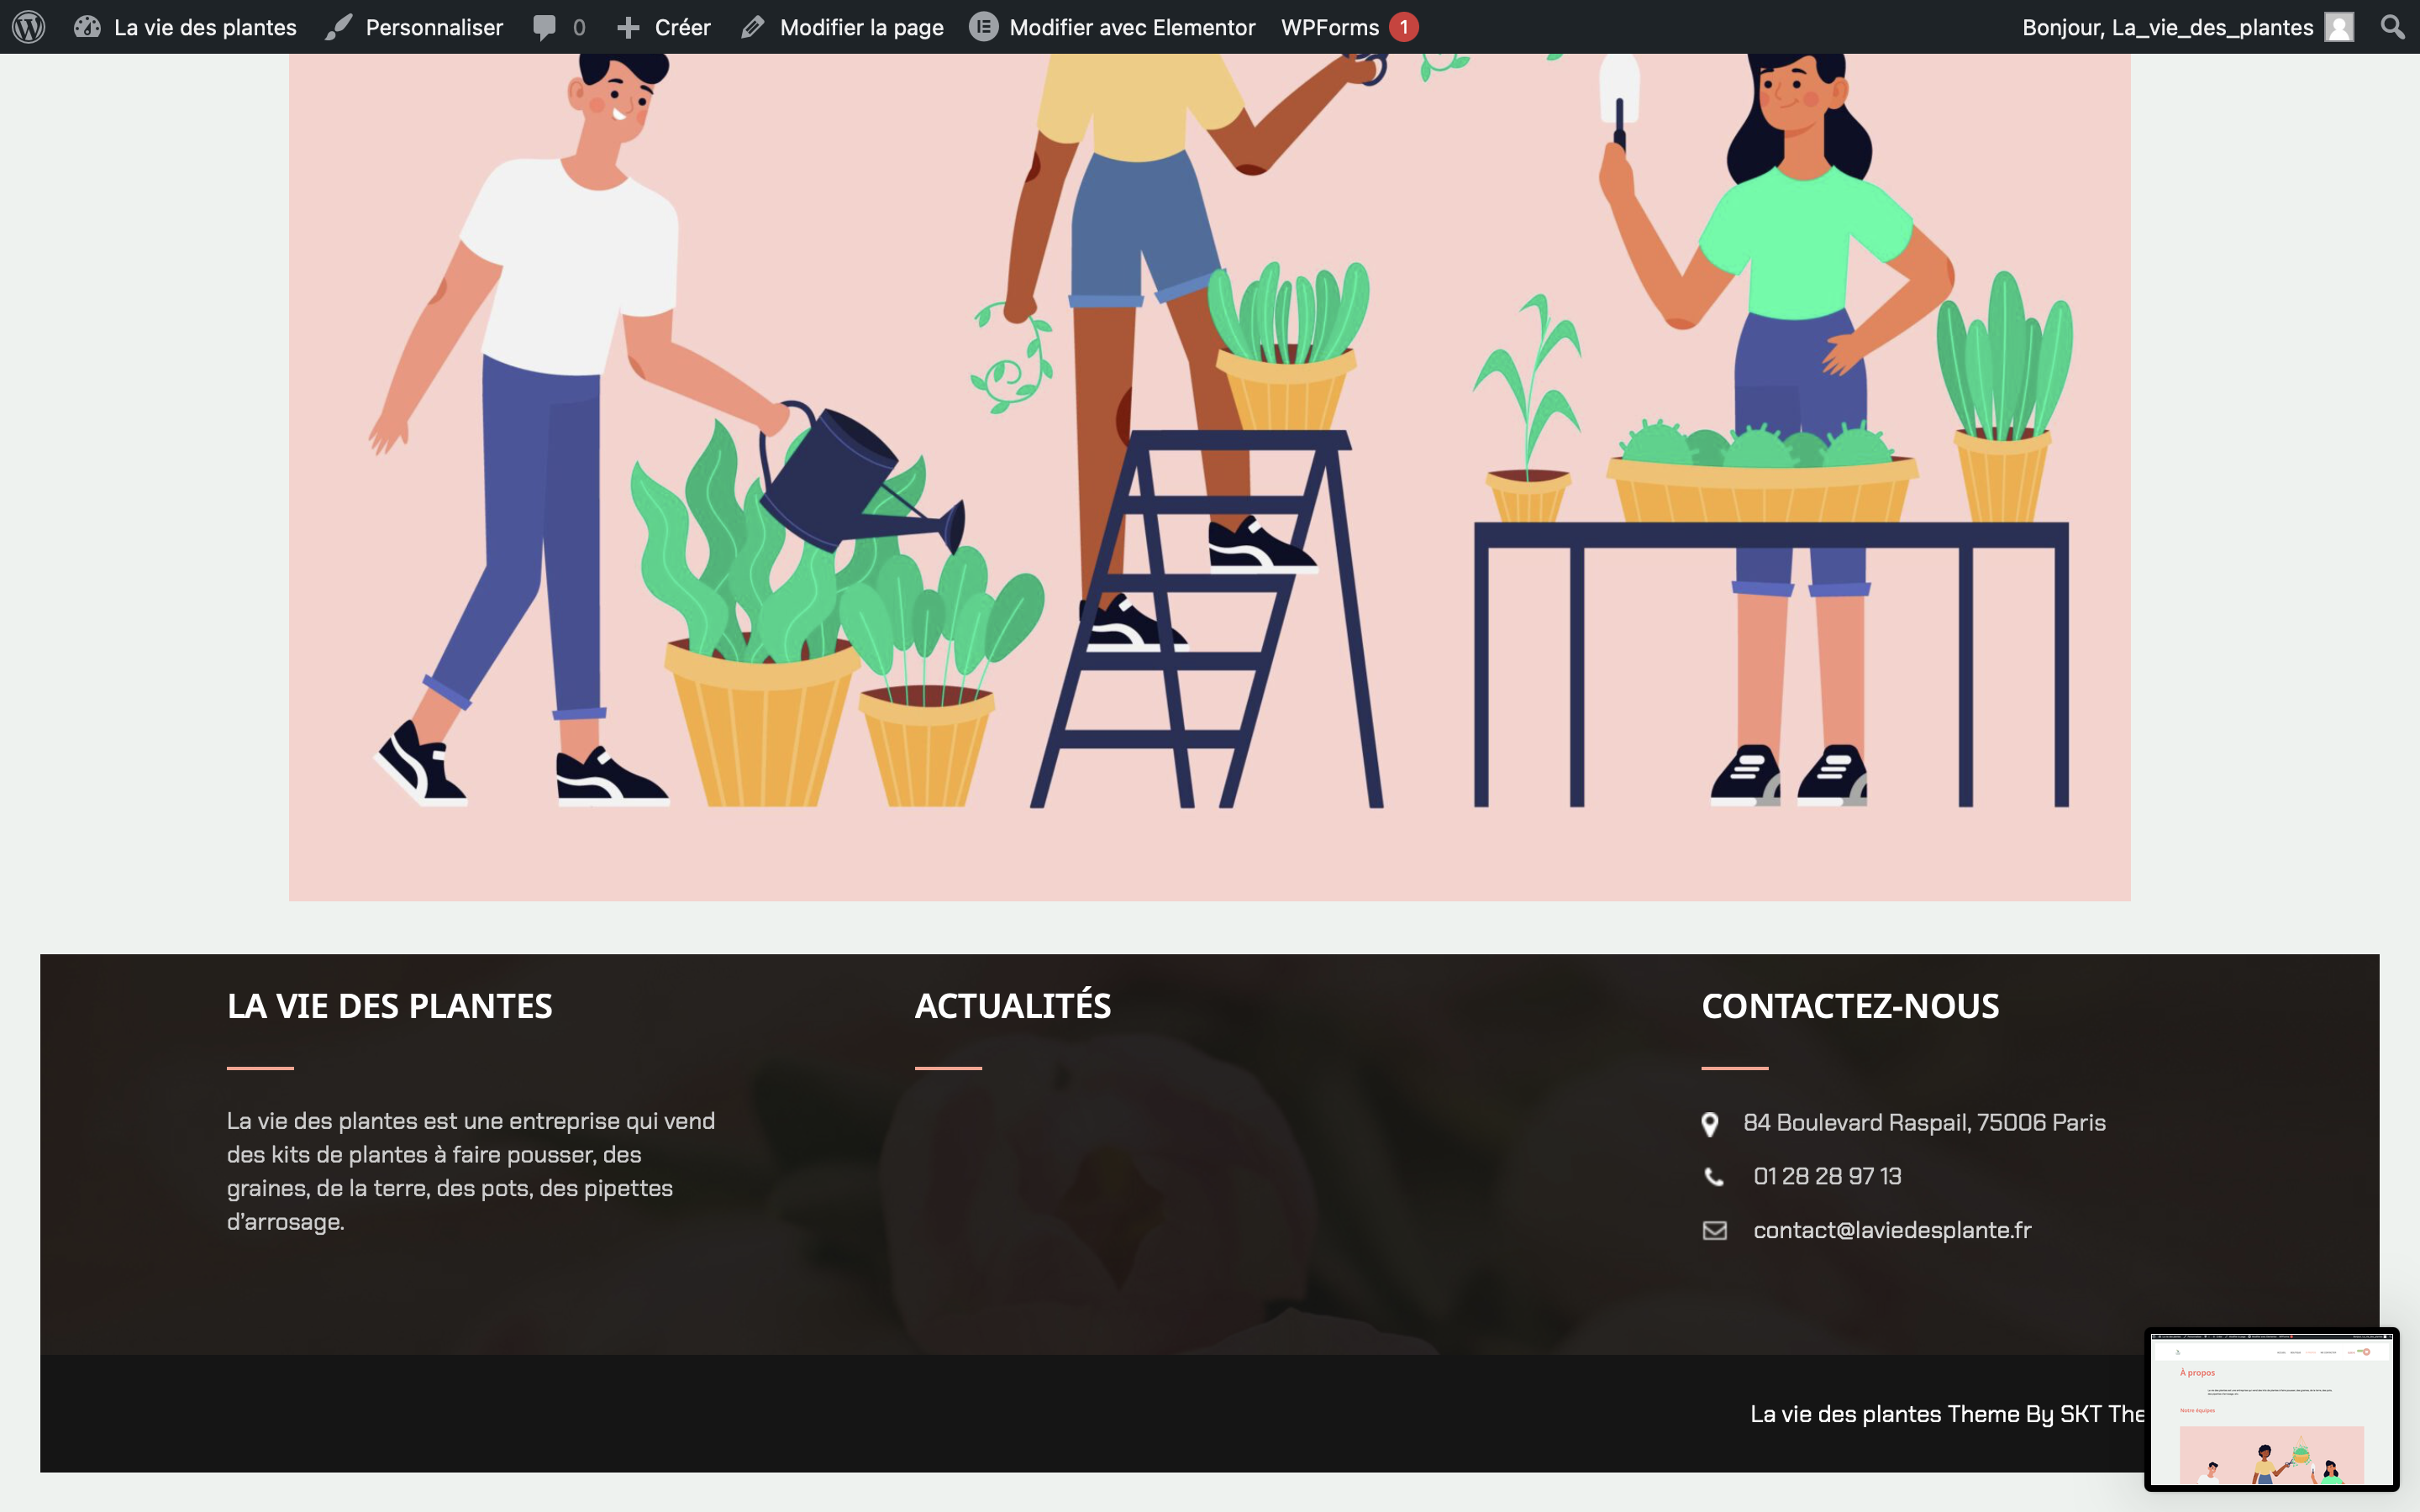 La vie des plantes Personnaliser 0 Créer Modifier la page Modifier avec Elementor WPForms 1 Bonjour, La_vie_des_plantes
LA VIE DES PLANTES
La vie des plantes est une entreprise qui vend
des kits de plantes à faire pousser, des
graines, de la terre, des pots, des pipettes
d'arrosage.
ACTUALITÉS
CONTACTEZ-NOUS
84 Boulevard Raspail, 75006 Paris
01 28 28 97 13
contact@laviedesplante.fr
La vie des plantes Theme By SKT The
À propos
Notre équipes